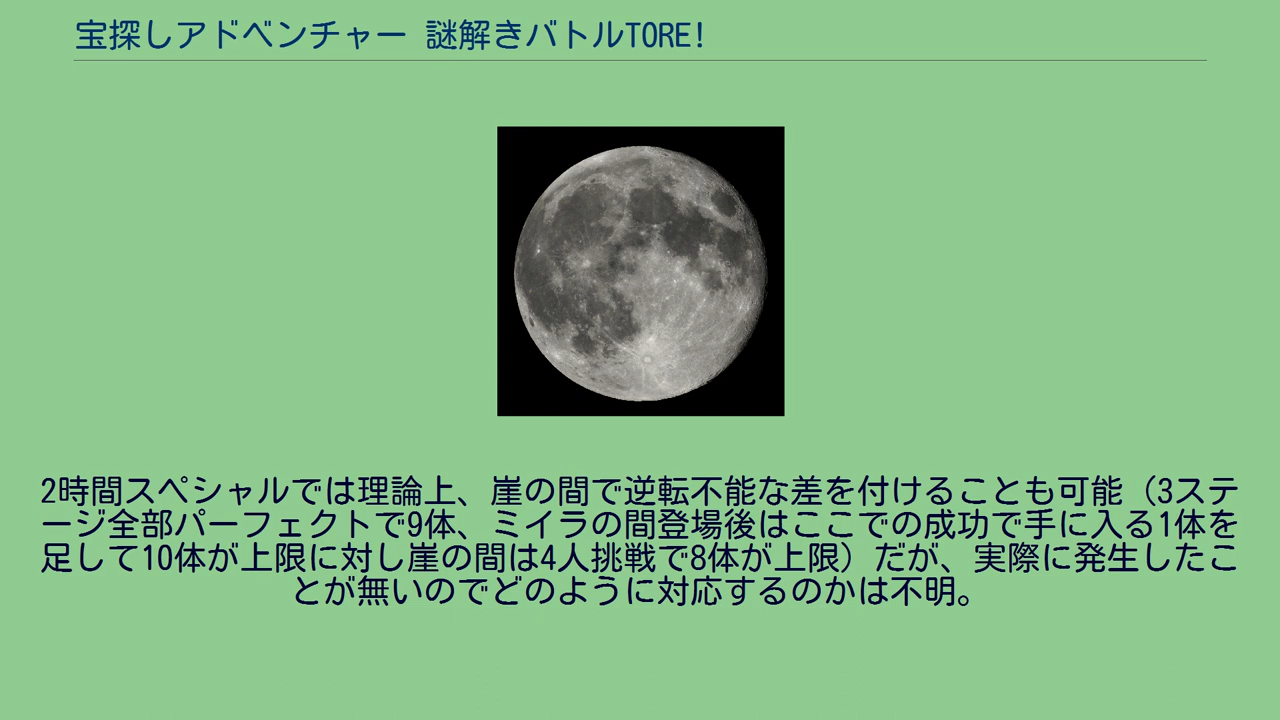 宝探しアドベンチャー 謎解きバトルTORE!
2時間スペシャルでは理論上、崖の間で逆転不能な差を付けることも可能（3ステ
ージ全部パーフェクトで9体、ミイラの間登場後はここでの成功で手に入る1体を
足して10体が上限に対し崖の間は4人挑戦で8体が上限）だが、実際に発生したこ
とが無いのでどのように対応するのかは不明。